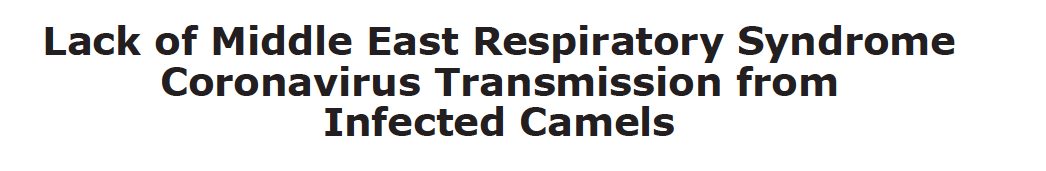 Lack of Middle East Respiratory Syndrome
Coronavirus Transmission from
Infected Camels